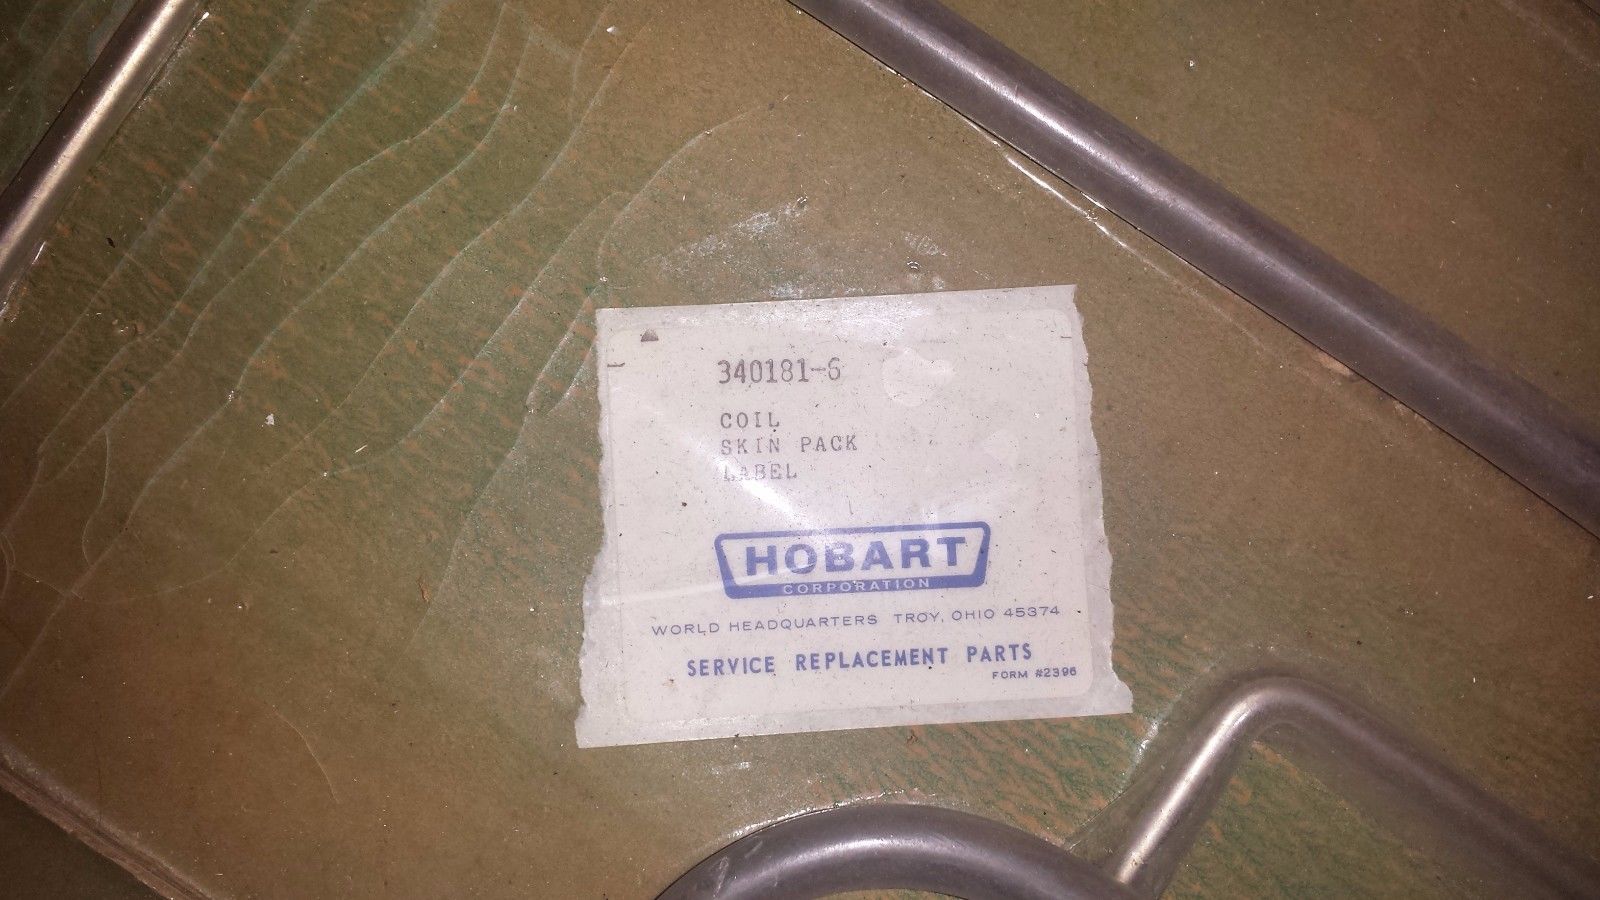 340181-6
COIL
SKIN PACK
LABEL
HOBART
CORPORATION
WORLD HEADQUARTERS TROY, OHIO 45374
SERVICE REPLACEMENT PARTS
FORM #2396